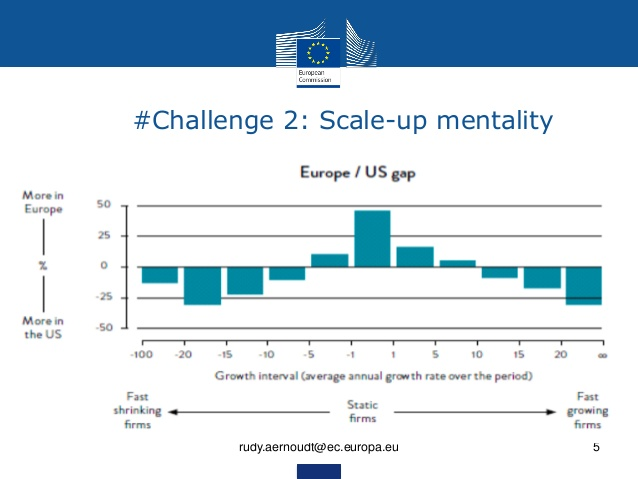 European
Commission
#Challenge 2: Scale-up mentality
Europe / US gap
More in
Europe
%
More in
the US
50
25
0
-25
-50
-100 -20 -15 -10 -5 -1 1 5 10 15 20 ∞
Growth interval (average annual growth rate over the period)
Fast
shrinking
firms
Static
firms
Fast
growing
firms
rudy.aernoudt@ec.europa.eu
5